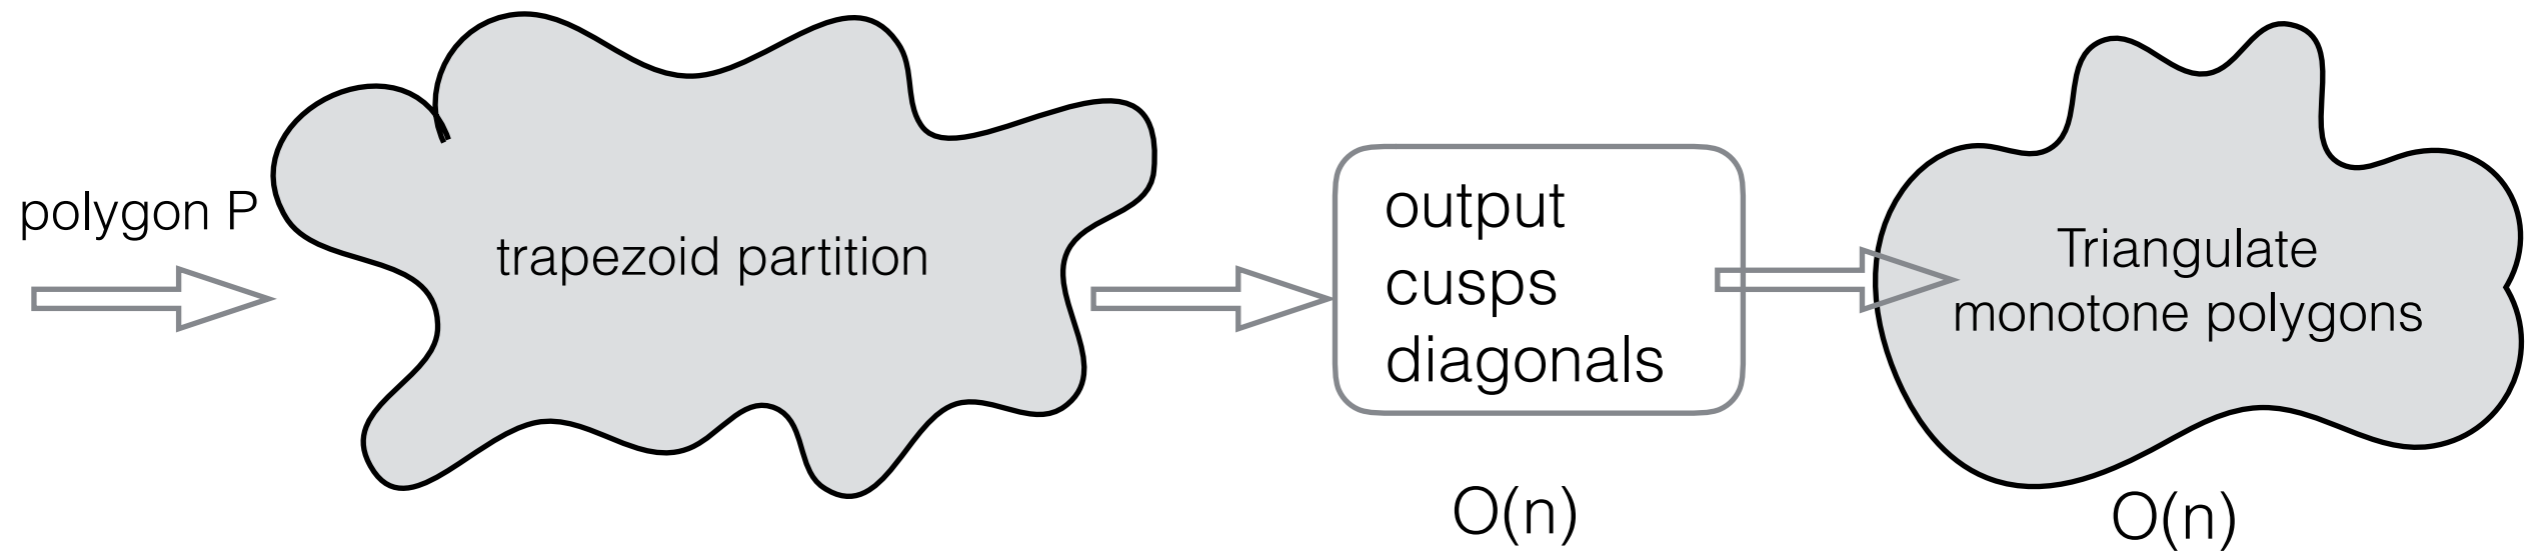 polygon P
trapezoid partition
output
cusps
diagonals
O(n)
Triangulate
monotone polygons
O(n)